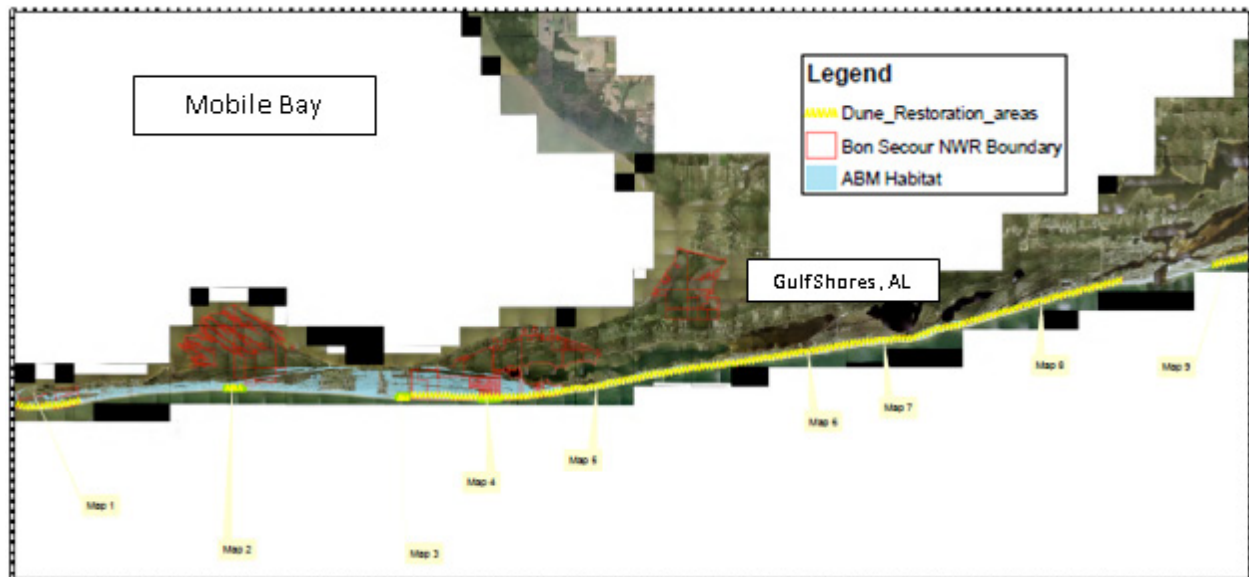 Mobile Bay
Legend
Dune_Restoration_areas
Bon Secour NWR Boundary
ABM Habitat
GulfShores, AL
Map 1
Map 2
Map 3
Map 4
Map 5
Map 6
Map 7
Map 8
Map 9